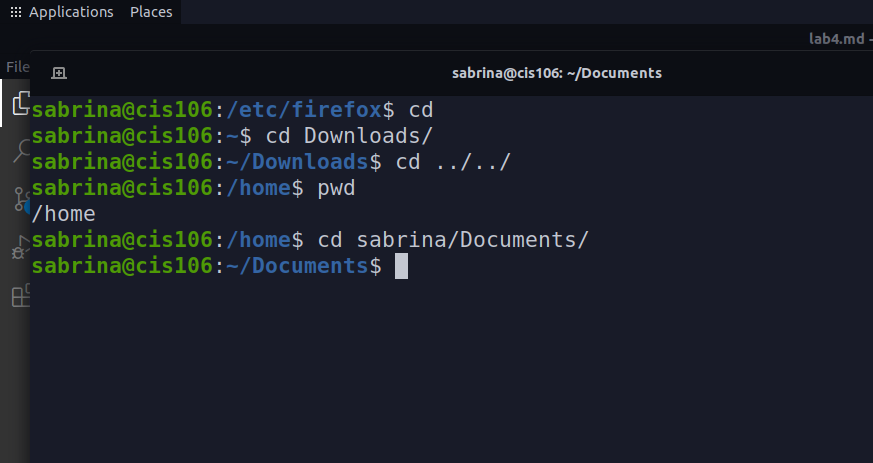 Applications Places
lab4.md -
File
sabrina@cis106: ~/Documents
sabrina@cis106:/etc/firefox$ cd
sabrina@cis106:~$ cd Downloads/
sabrina@cis106:~/Downloads$ cd ../../
sabrina@cis106:/home$ pwd
/home
sabrina@cis106:/home$ cd sabrina/Documents/
sabrina@cis106:~/Documents$